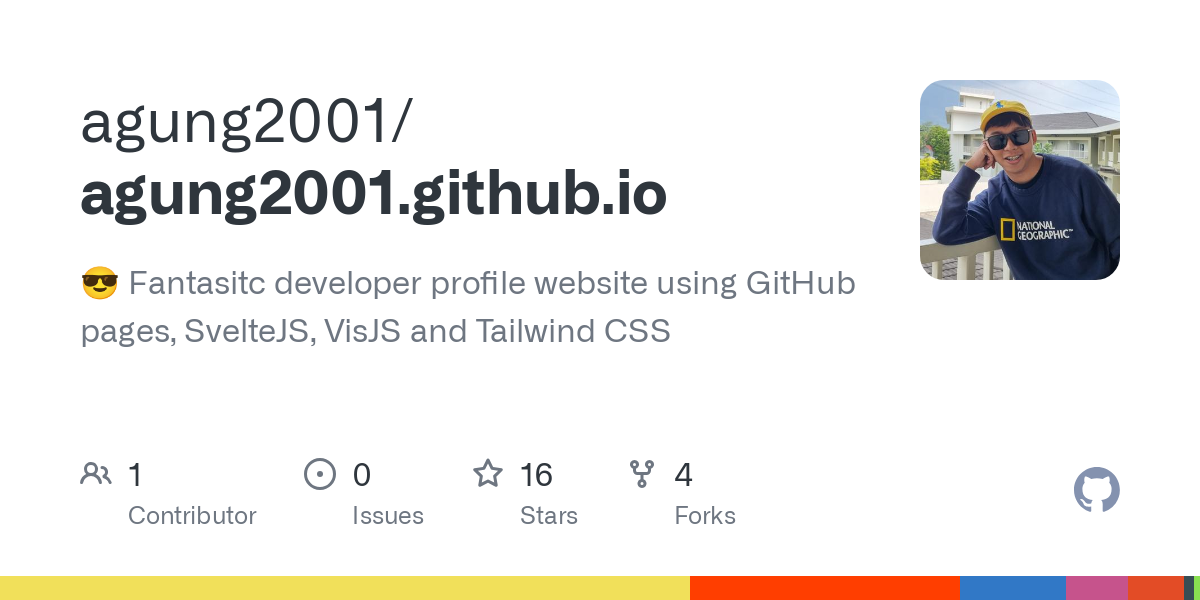 agung2001/
agung2001.github.io
😎 Fantasitc developer profile website using GitHub
pages, SvelteJS, VisJS and Tailwind CSS
NATIONAL
GEOGRAPHIC™
1
Contributor
0
Issues
16
Stars
4
Forks